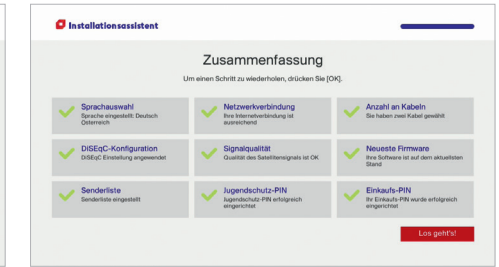 Installationsassistent
Zusammenfassung
Um einen Schritt zu wiederholen, drücken Sie [OK].
Sprachauswahl
Sprache eingestellt: Deutsch
Österreich
Netzwerkverbindung
Ihre Internetverbindung ist
ausreichend
Anzahl an Kabeln
Sie haben zwei Kabel gewählt
DiSEqC-Konfiguration
DiSEqC Einstellung angewendet
Signalqualität
Qualität des Satellitensignals ist OK
Neueste Firmware
Ihre Software ist auf dem aktuellsten
Stand
Senderliste
Senderliste eingestellt
Jugendschutz-PIN
Jugendschutz-PIN erfolgreich
eingerichtet
Einkaufs-PIN
Ihr Einkaufs-PIN wurde erfolgreich
eingerichtet
Los geht's!